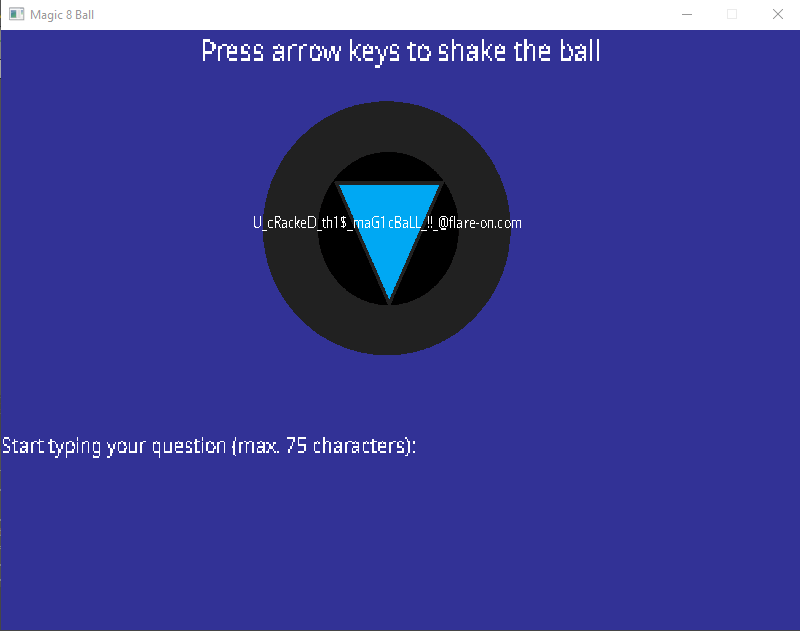 Magic 8 Ball
Press arrow keys to shake the ball
U_cRackeD_th1$_maG1cBaLL_!!_@flare-on.com
Start typing your question (max. 75 characters):